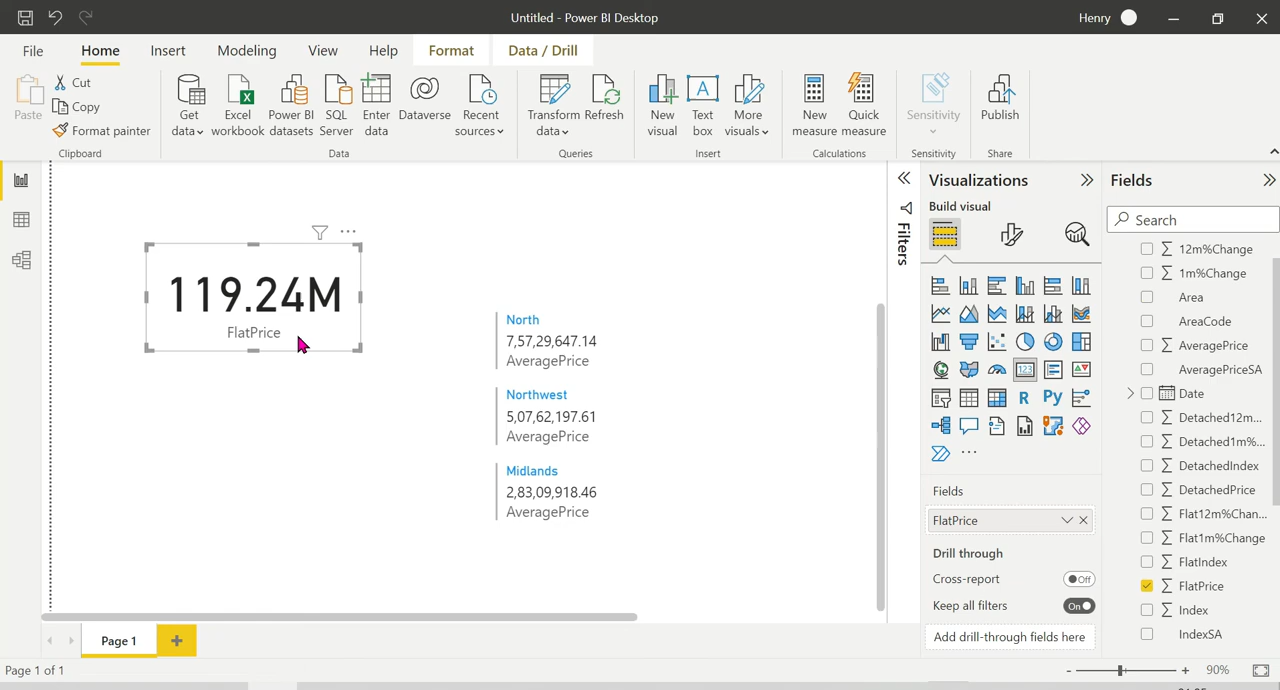 Untitled - Power BI Desktop
Henry
File Home Insert Modeling View Help Format Data / Drill
Paste
Cut
Copy
Format painter
Clipboard
Get data
Excel workbook
Power BI datasets
SQL Server
Enter data
Dataverse
Recent sources
Data
Transform data
Refresh
Queries
New visual
Text box
More visuals
Insert
New measure
Quick measure
Calculations
Sensitivity
Sensitivity
Publish
Share
119.24M
FlatPrice
North
7,57,29,647.14
AveragePrice
Northwest
5,07,62,197.61
AveragePrice
Midlands
2,83,09,918.46
AveragePrice
Filters
Visualizations
Build visual
123
R
Py
Fields
FlatPrice
Drill through
Cross-report
Off
Keep all filters
On
Add drill-through fields here
Fields
Search
12m%Change
1m%Change
Area
AreaCode
AveragePrice
AveragePriceSA
Date
Detached12m...
Detached1m%...
DetachedIndex
DetachedPrice
Flat12m%Chan...
Flat1m%Change
FlatIndex
FlatPrice
Index
IndexSA
Page 1
Page 1 of 1
- + 90%